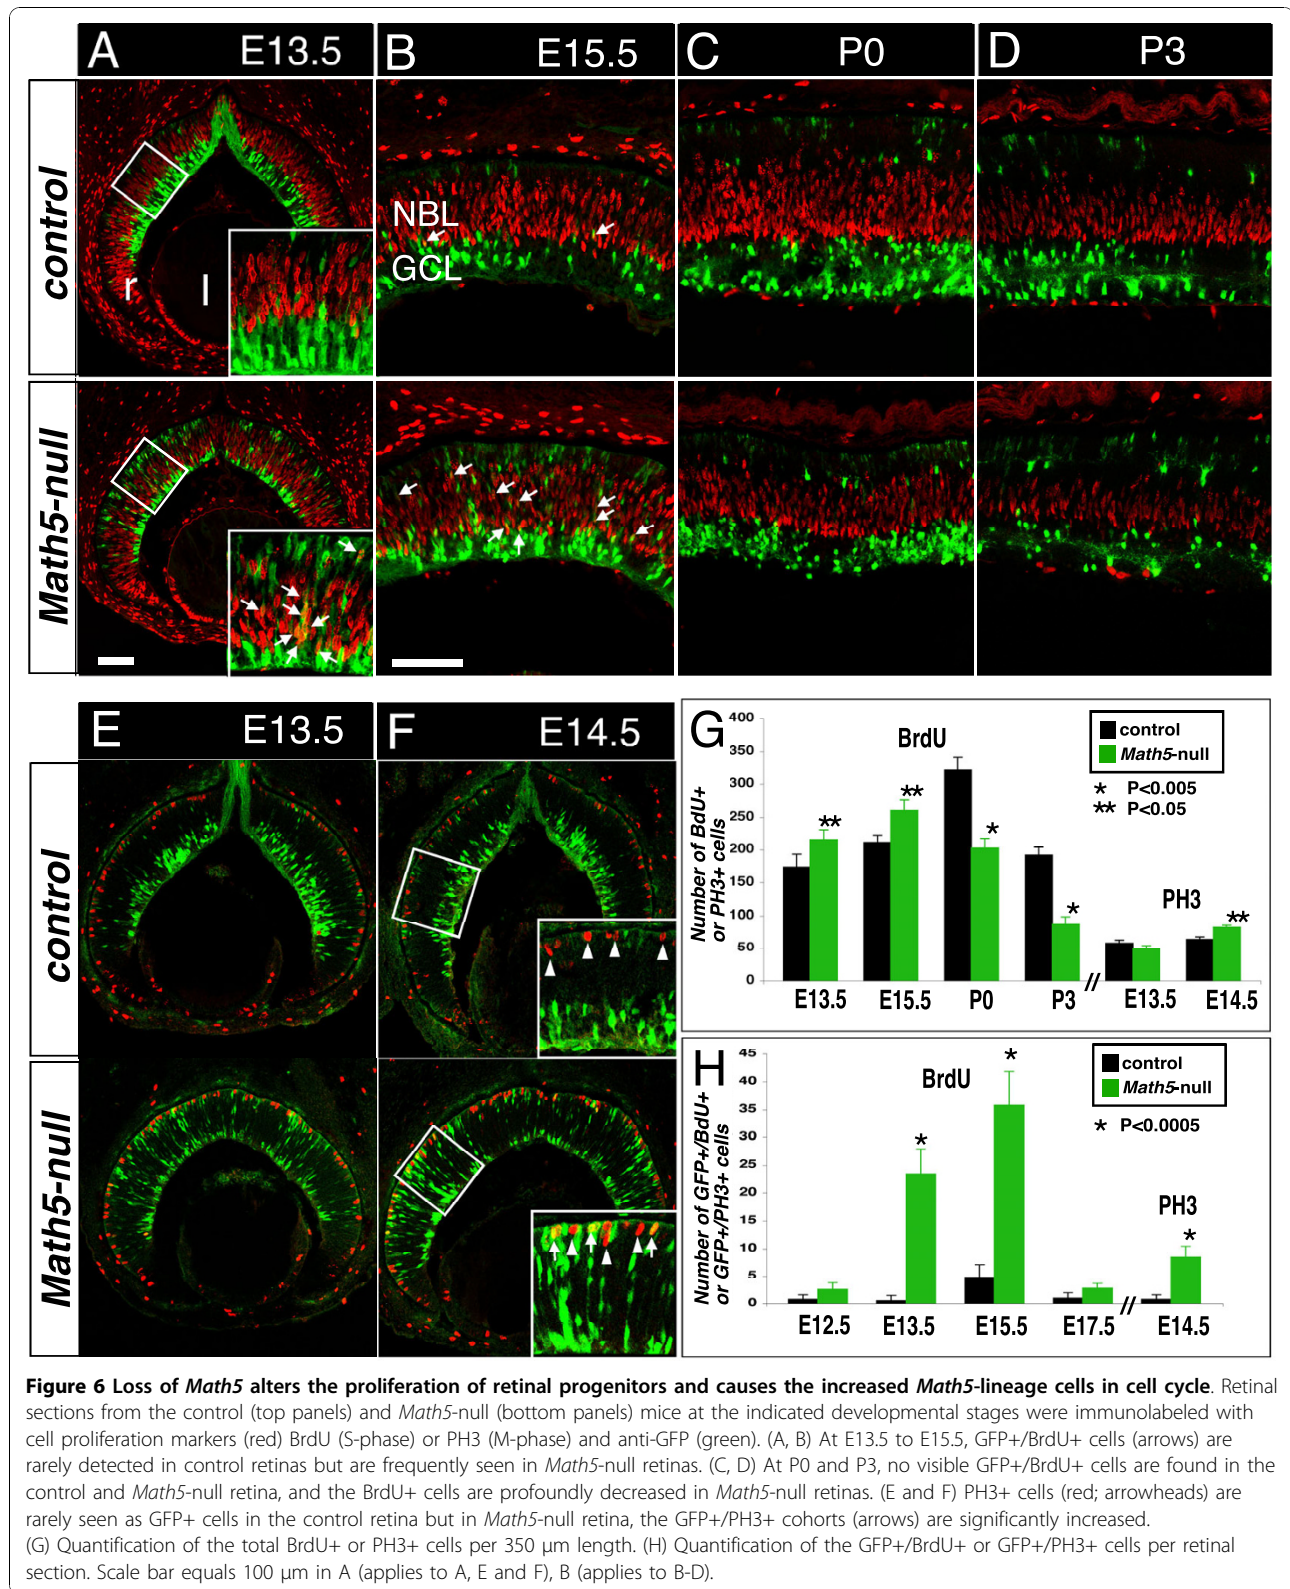 A E13.5
B E15.5
C P0
D P3
control
NBL
GCL
r l
Math5-null
E E13.5
F E14.5
control
Math5-null
G
400
350
300
250
200
150
100
50
0
Number of BdU+
or PH3+ cells
BrdU
control
Math5-null
* P<0.005
** P<0.05
** ** * * **
PH3
E13.5 E15.5 P0 P3 // E13.5 E14.5
H
45
40
35
30
25
20
15
10
5
0
Number of GFP+/BdU+
or GFP+/PH3+ cells
BrdU
control
Math5-null
* P<0.0005
* * *
PH3
E12.5 E13.5 E15.5 E17.5 // E14.5
Figure 6 Loss of Math5 alters the proliferation of retinal progenitors and causes the increased Math5-lineage cells in cell cycle. Retinal
sections from the control (top panels) and Math5-null (bottom panels) mice at the indicated developmental stages were immunolabeled with
cell proliferation markers (red) BrdU (S-phase) or PH3 (M-phase) and anti-GFP (green). (A, B) At E13.5 to E15.5, GFP+/BrdU+ cells (arrows) are
rarely detected in control retinas but are frequently seen in Math5-null retinas. (C, D) At P0 and P3, no visible GFP+/BrdU+ cells are found in the
control and Math5-null retina, and the BrdU+ cells are profoundly decreased in Math5-null retinas. (E and F) PH3+ cells (red; arrowheads) are
rarely seen as GFP+ cells in the control retina but in Math5-null retina, the GFP+/PH3+ cohorts (arrows) are significantly increased.
(G) Quantification of the total BrdU+ or PH3+ cells per 350 μm length. (H) Quantification of the GFP+/BrdU+ or GFP+/PH3+ cells per retinal
section. Scale bar equals 100 μm in A (applies to A, E and F), B (applies to B-D).